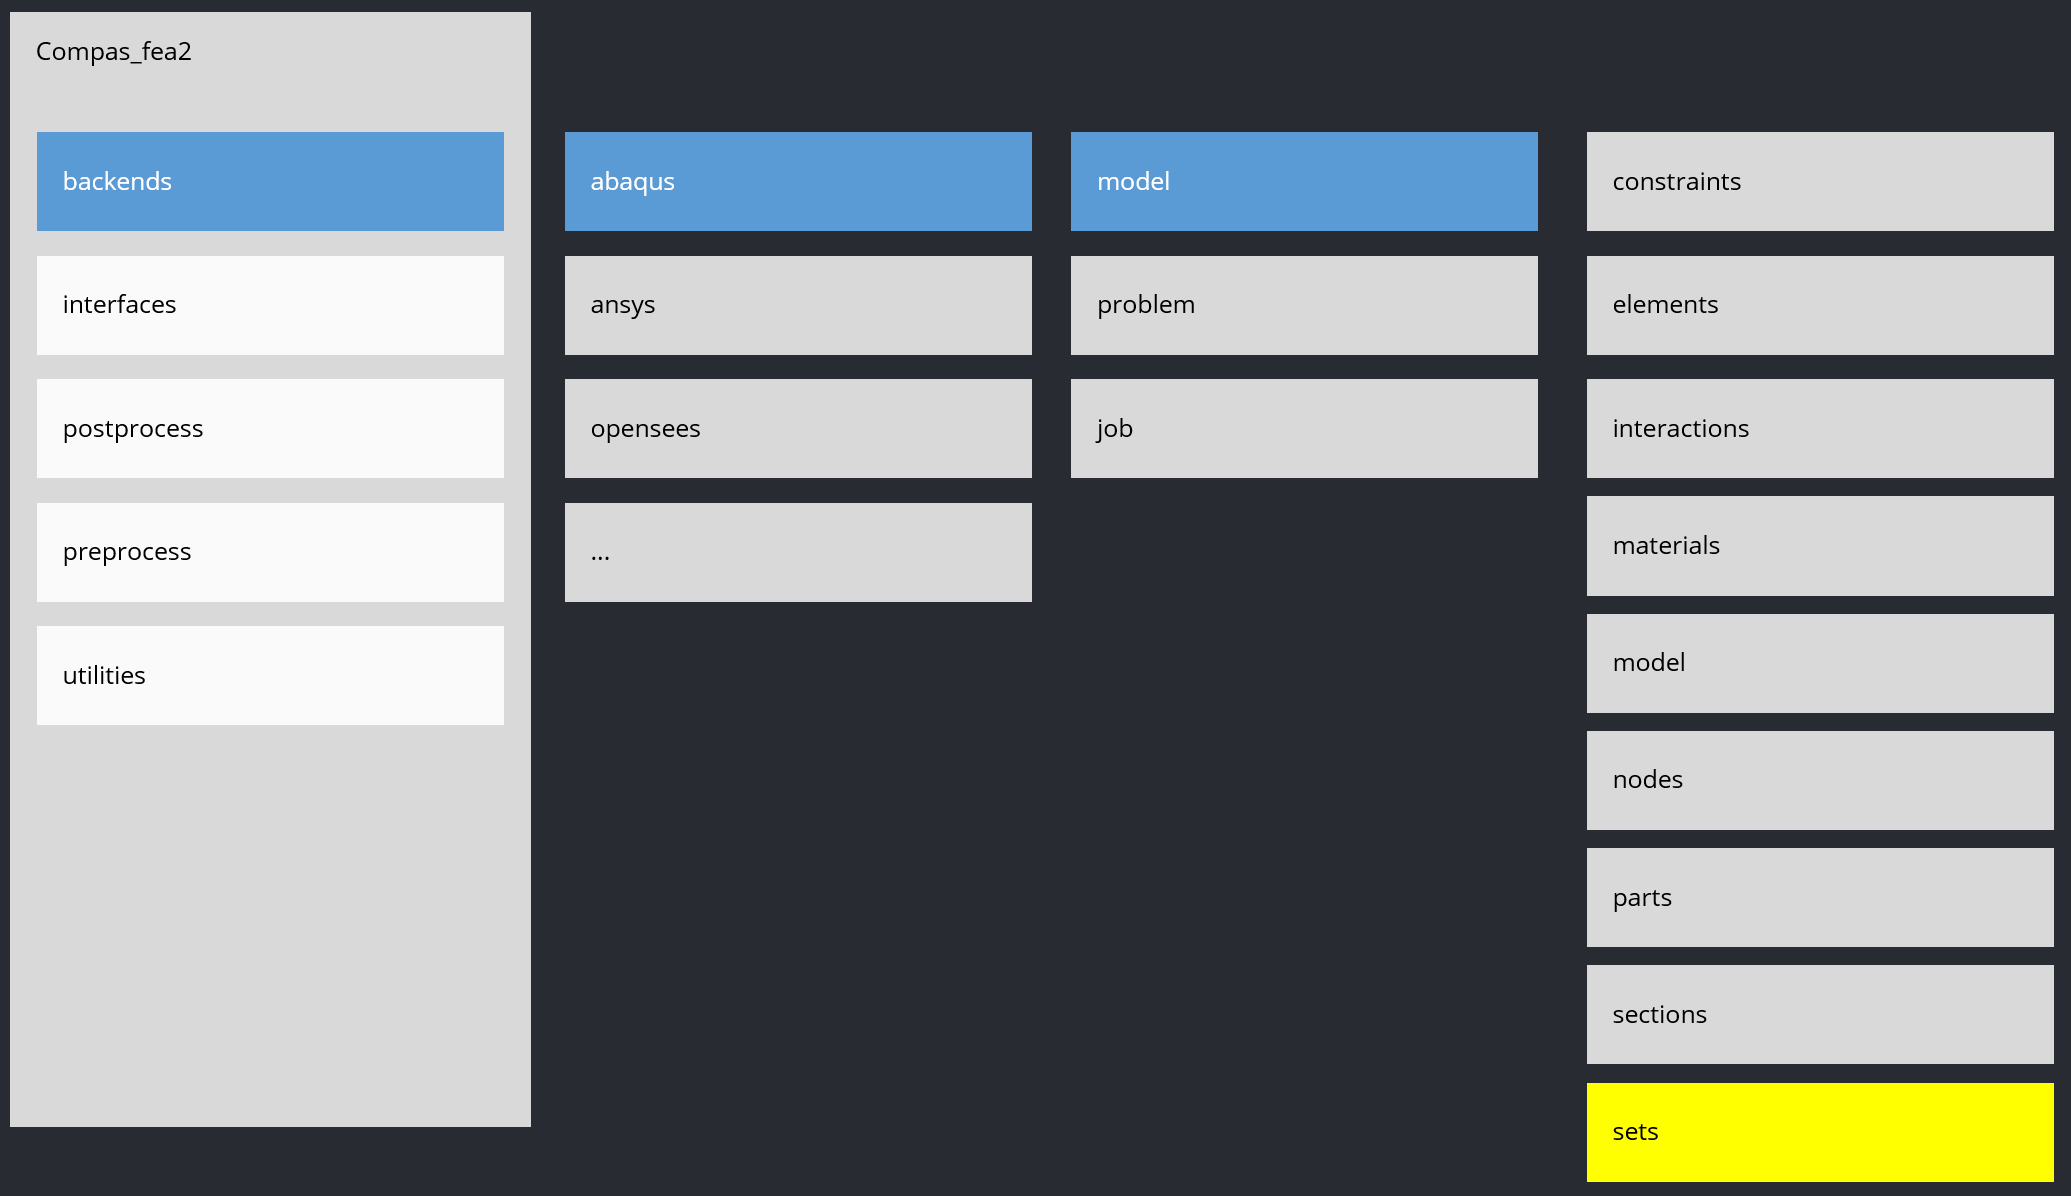 Compas_fea2
backends
interfaces
postprocess
preprocess
utilities
abaqus
ansys
opensees
...
model
problem
job
constraints
elements
interactions
materials
model
nodes
parts
sections
sets